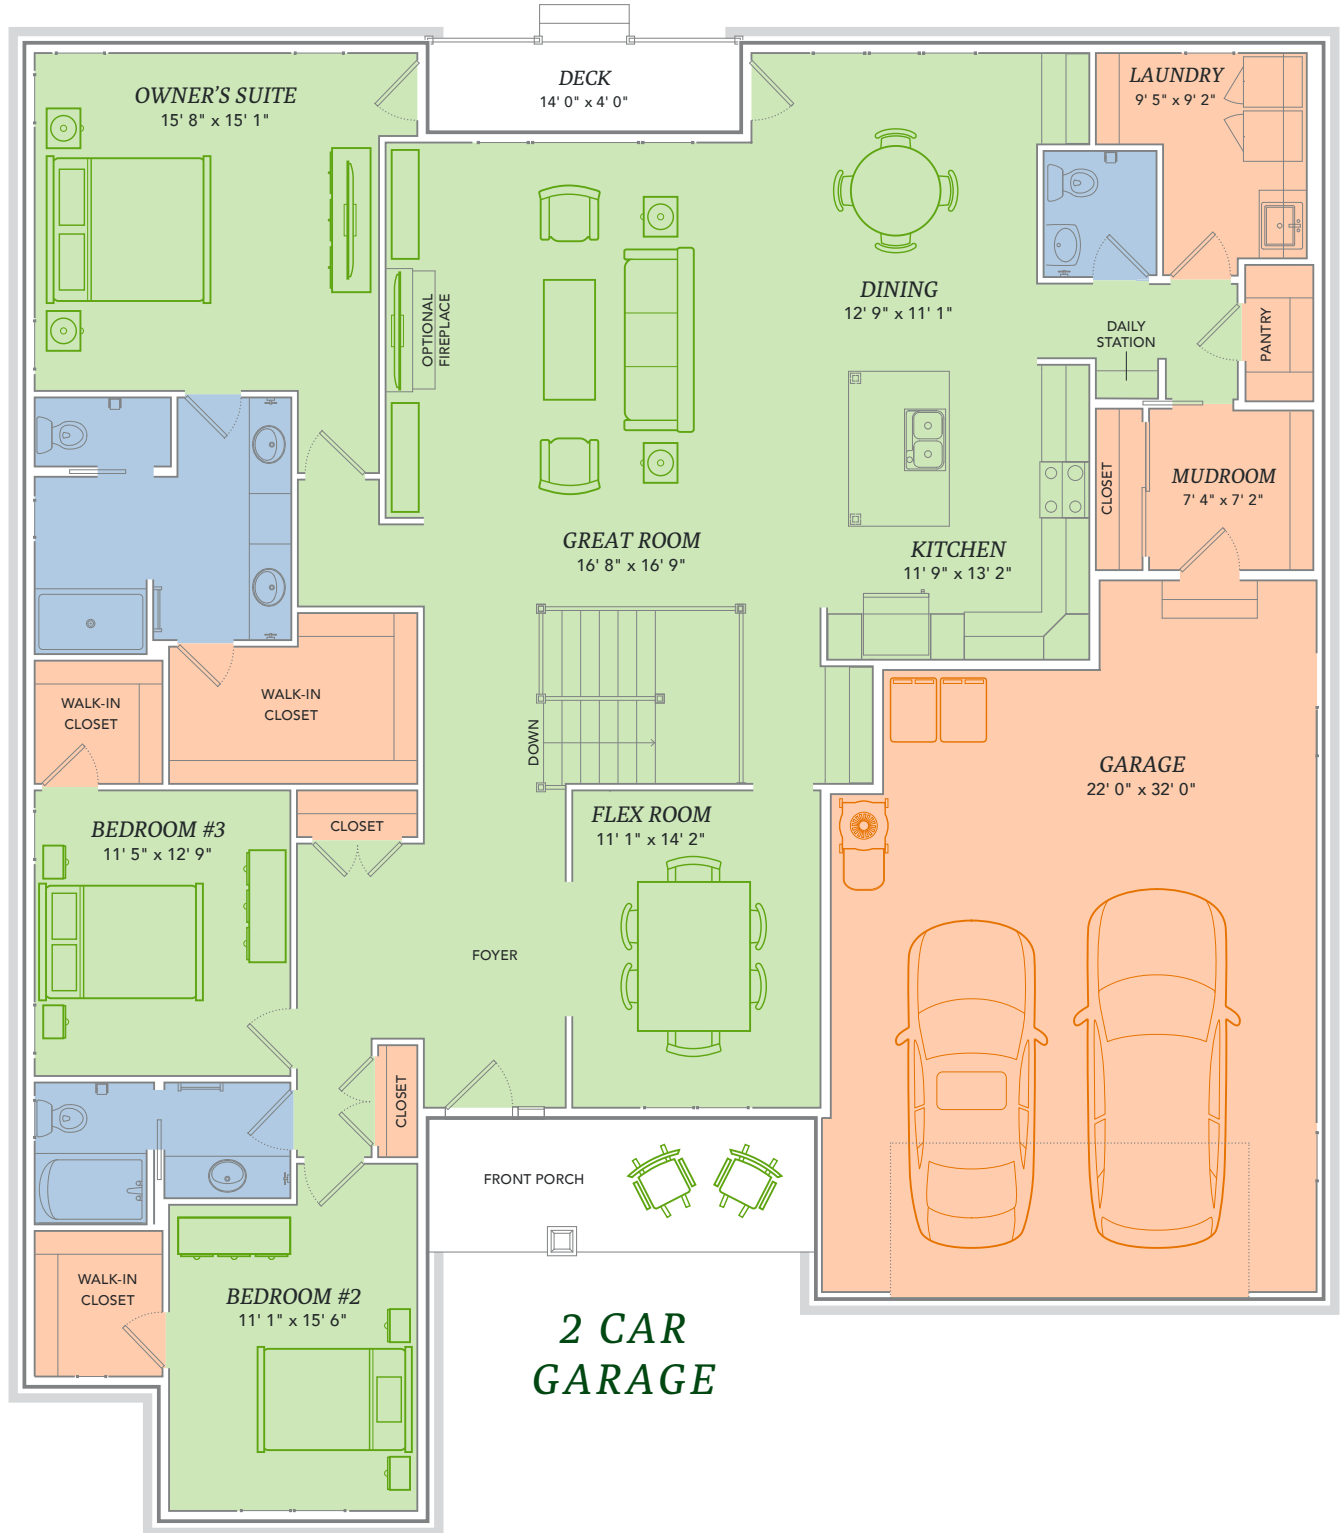 OWNER'S SUITE
15' 8" x 15' 1"
DECK
14' 0" x 4' 0"
LAUNDRY
9' 5" x 9' 2"
OPTIONAL
FIREPLACE
DINING
12' 9" x 11' 1"
DAILY
STATION
PANTRY
GREAT ROOM
16' 8" x 16' 9"
KITCHEN
11' 9" x 13' 2"
CLOSET
MUDROOM
7' 4" x 7' 2"
WALK-IN
CLOSET
WALK-IN
CLOSET
DOWN
GARAGE
22' 0" x 32' 0"
BEDROOM #3
11' 5" x 12' 9"
CLOSET
FLEX ROOM
11' 1" x 14' 2"
FOYER
CLOSET
FRONT PORCH
WALK-IN
CLOSET
BEDROOM #2
11' 1" x 15' 6"
2 CAR
GARAGE